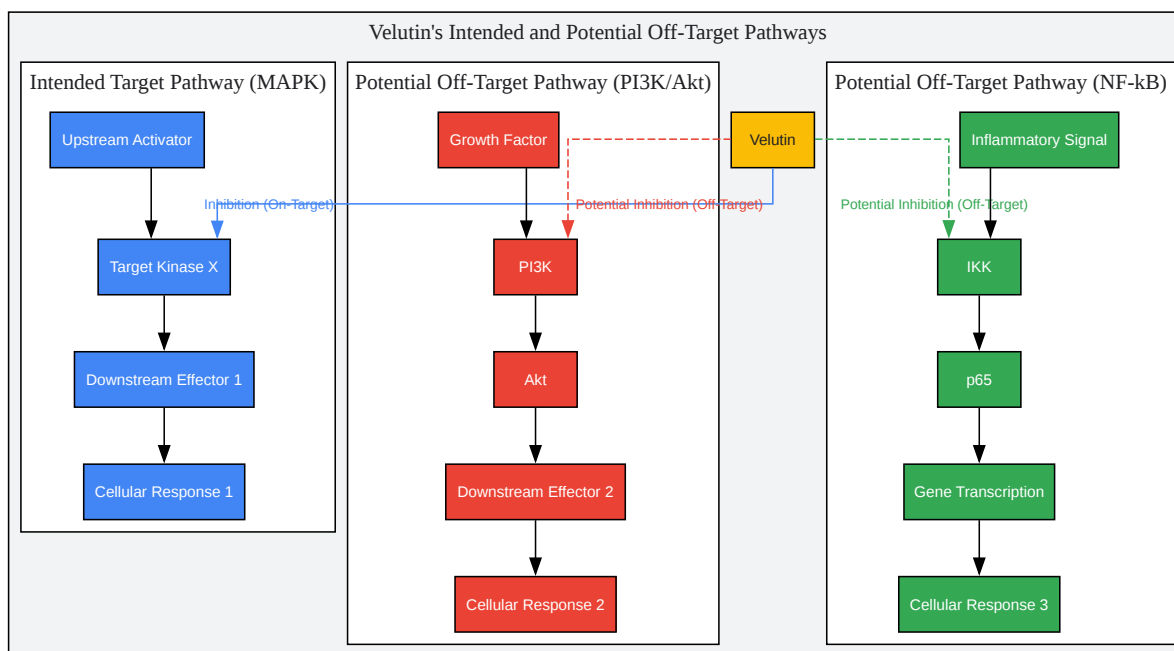 Velutin's Intended and Potential Off-Target Pathways
Intended Target Pathway (MAPK)
Upstream Activator
Inhibition (On-Target)
Target Kinase X
Downstream Effector 1
Cellular Response 1
Potential Off-Target Pathway (PI3K/Akt)
Growth Factor
Potential Inhibition (Off-Target)
PI3K
Akt
Downstream Effector 2
Cellular Response 2
Velutin
Potential Off-Target Pathway (NF-kB)
Inflammatory Signal
Potential Inhibition (Off-Target)
IKK
p65
Gene Transcription
Cellular Response 3